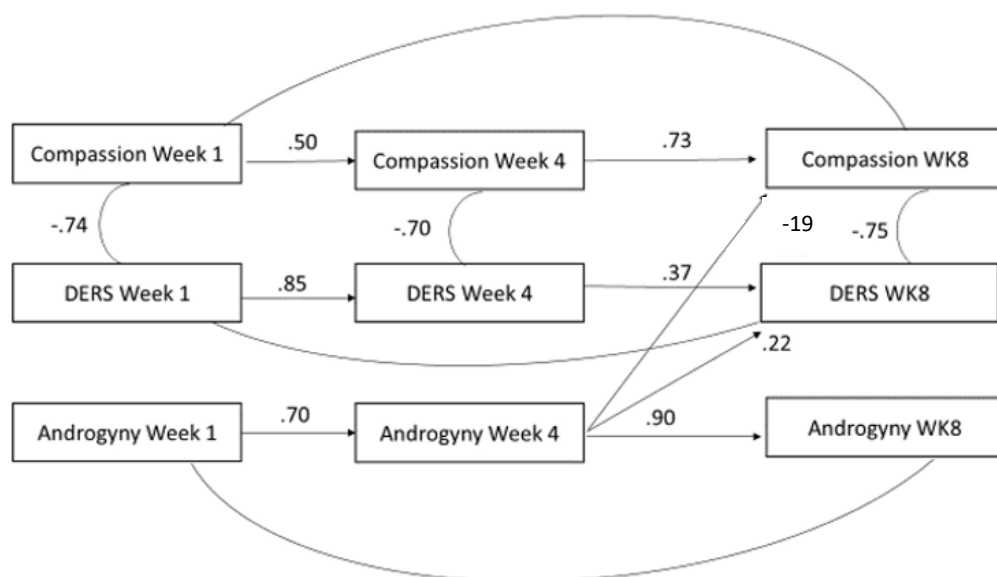 Compassion Week 1
.50
Compassion Week 4
.73
Compassion WK8
-.74
-.70
-19
-.75
DERS Week 1
.85
DERS Week 4
.37
DERS WK8
.22
Androgyny Week 1
.70
Androgyny Week 4
.90
Androgyny WK8